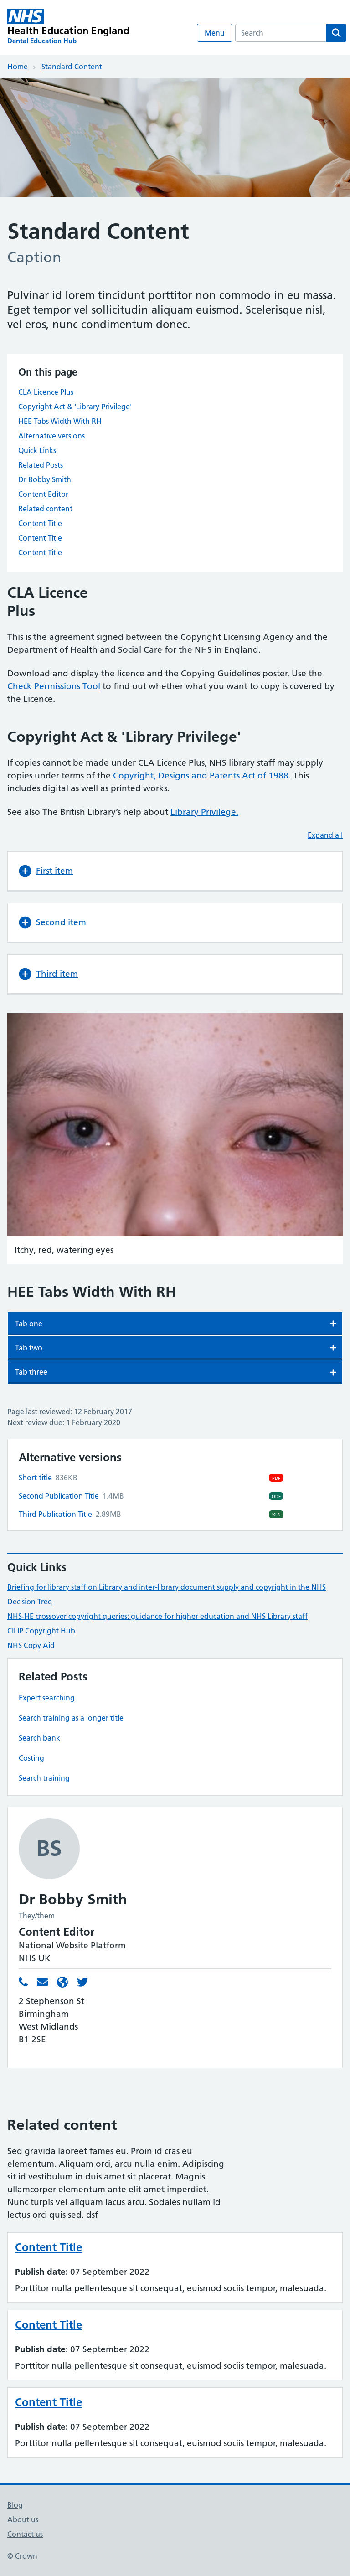 NHS
Health Education England
Dental Education Hub
Menu
Search
Home
Standard Content
Standard Content
Caption
Pulvinar id lorem tincidunt porttitor non commodo in eu massa.
Eget tempor vel sollicitudin aliquam euismod. Scelerisque nisl,
vel eros, nunc condimentum donec.
On this page
CLA Licence Plus
Copyright Act & 'Library Privilege'
HEE Tabs Width With RH
Alternative versions
Quick Links
Related Posts
Dr Bobby Smith
Content Editor
Related content
Content Title
Content Title
Content Title
CLA Licence
Plus
This is the agreement signed between the Copyright Licensing Agency and the
Department of Health and Social Care for the NHS in England.
Download and display the licence and the Copying Guidelines poster. Use the
Check Permissions Tool to find out whether what you want to copy is covered by
the Licence.
Copyright Act & 'Library Privilege'
If copies cannot be made under CLA Licence Plus, NHS library staff may supply
copies under terms of the Copyright, Designs and Patents Act of 1988. This
includes digital as well as printed works.
See also The British Library's help about Library Privilege.
Expand all
First item
Second item
Third item
Itchy, red, watering eyes
HEE Tabs Width With RH
Tab one
Tab two
Tab three
Page last reviewed: 12 February 2017
Next review due: 1 February 2020
Alternative versions
Short title 836KB
PDF
Second Publication Title 1.4MB
ODF
Third Publication Title 2.89MB
XLS
Quick Links
Briefing for library staff on Library and inter-library document supply and copyright in the NHS
Decision Tree
NHS-HE crossover copyright queries: guidance for higher education and NHS Library staff
CILIP Copyright Hub
NHS Copy Aid
Related Posts
Expert searching
Search training as a longer title
Search bank
Costing
Search training
BS
Dr Bobby Smith
They/them
Content Editor
National Website Platform
NHS UK
2 Stephenson St
Birmingham
West Midlands
B1 2SE
Related content
Sed gravida laoreet fames eu. Proin id cras eu
elementum. Aliquam orci, arcu nulla enim. Adipiscing
sit id vestibulum in duis amet sit placerat. Magnis
ullamcorper elementum ante elit amet imperdiet.
Nunc turpis vel aliquam lacus arcu. Sodales nullam id
lectus orci quis sed. dsf
Content Title
Publish date: 07 September 2022
Porttitor nulla pellentesque sit consequat, euismod sociis tempor, malesuada.
Content Title
Publish date: 07 September 2022
Porttitor nulla pellentesque sit consequat, euismod sociis tempor, malesuada.
Content Title
Publish date: 07 September 2022
Porttitor nulla pellentesque sit consequat, euismod sociis tempor, malesuada.
Blog
About us
Contact us
© Crown